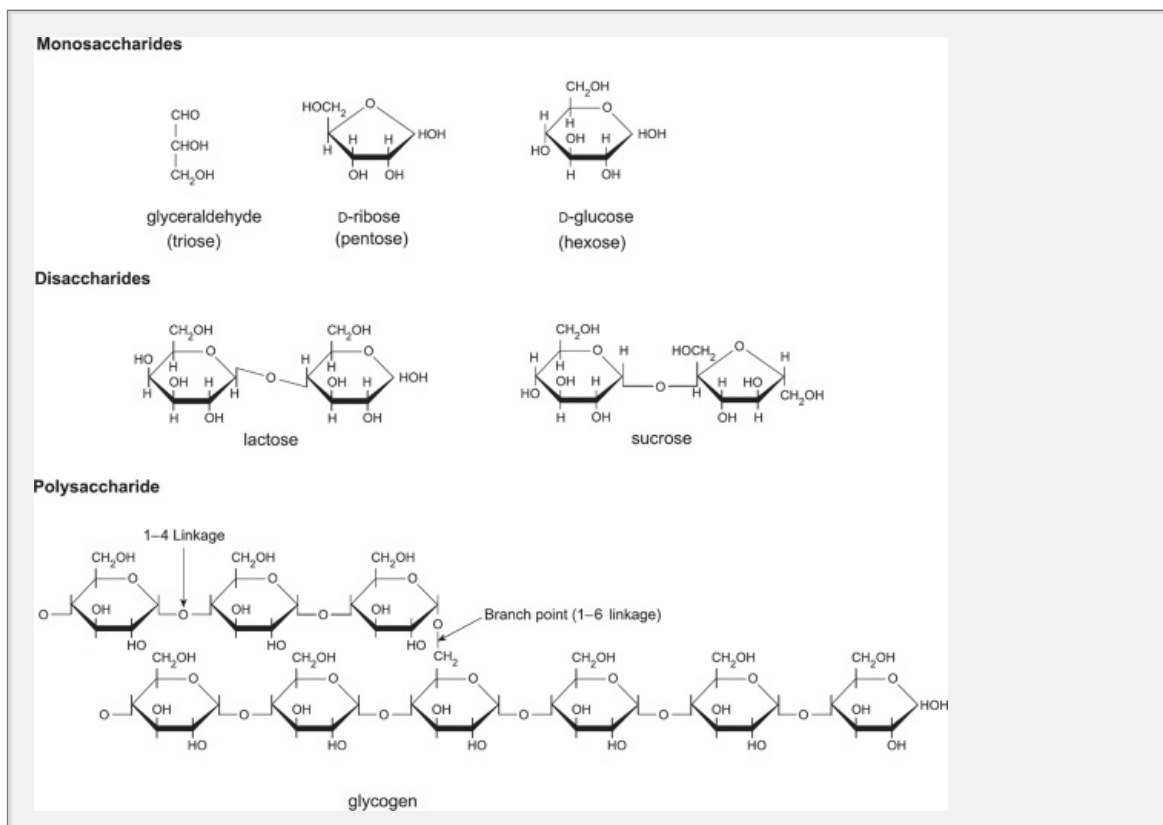 Monosaccharides
CHO
CHOH
CH₂OH
glyceraldehyde
(triose)
HOCH₂ O
H H HOH
H
OH OH
D-ribose
(pentose)
CH₂OH
H O
H HOH
OH H
HO
H OH
D-glucose
(hexose)
Disaccharides
CH₂OH CH₂OH
O O
HO H H H
OH H O OH H HOH
H H
H OH H OH
lactose
CH₂OH
O H HOCH₂ O H
H H
OH H O H HO
HO H CH₂OH
H OH OH H
sucrose
Polysaccharide
1–4 Linkage
CH₂OH CH₂OH CH₂OH
O O O
O OH O OH O OH O
HO HO HO
Branch point (1–6 linkage)
CH₂OH CH₂OH CH₂ CH₂OH CH₂OH CH₂OH
O O O O O O
O OH O OH O OH O OH O OH O OH HOH
HO HO HO HO HO OH
glycogen